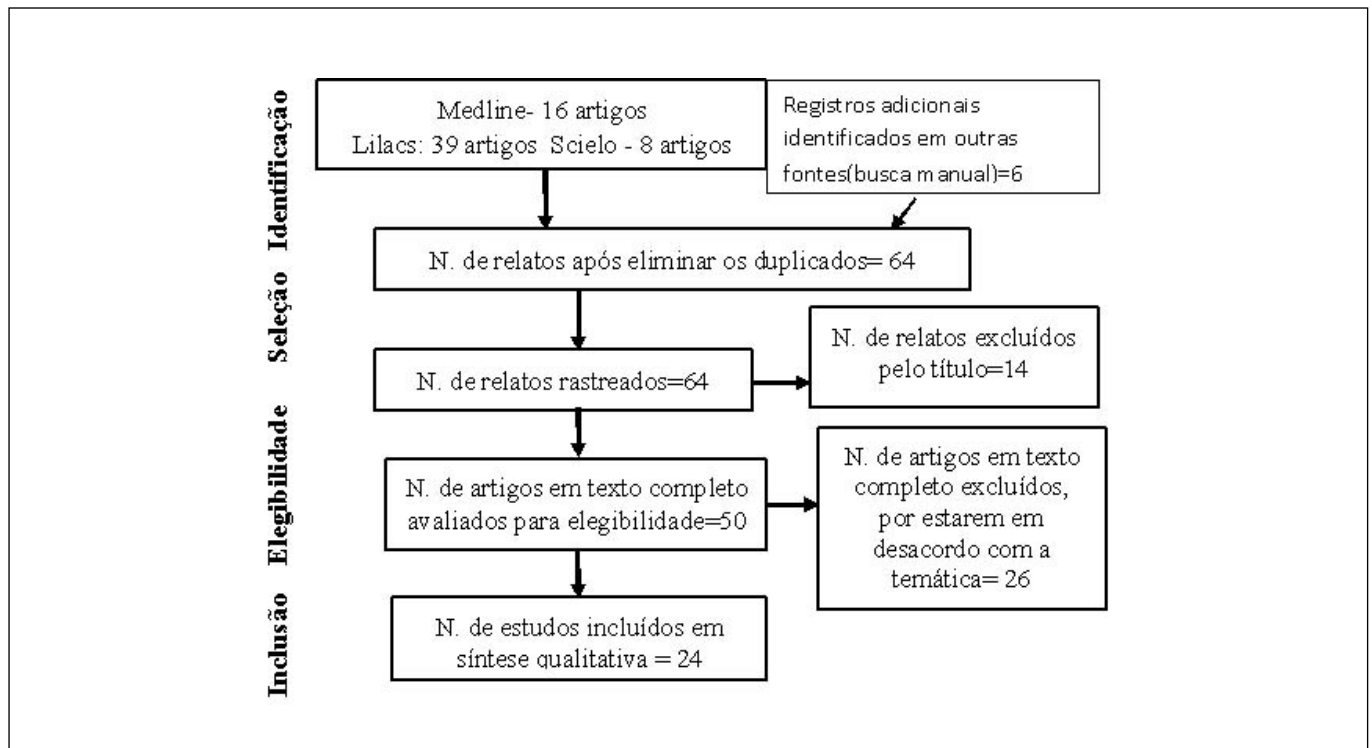 Identificação
Medline- 16 artigos
Lilacs: 39 artigos Scielo - 8 artigos
Registros adicionais
identificados em outras
fontes(busca manual)=6
N. de relatos após eliminar os duplicados= 64
Seleção
N. de relatos rastreados=64
N. de relatos excluídos
pelo título=14
Elegibilidade
N. de artigos em texto completo
avaliados para elegibilidade=50
N. de artigos em texto
completo excluídos,
por estarem em
desacordo com a
temática= 26
Inclusão
N. de estudos incluídos em
síntese qualitativa = 24